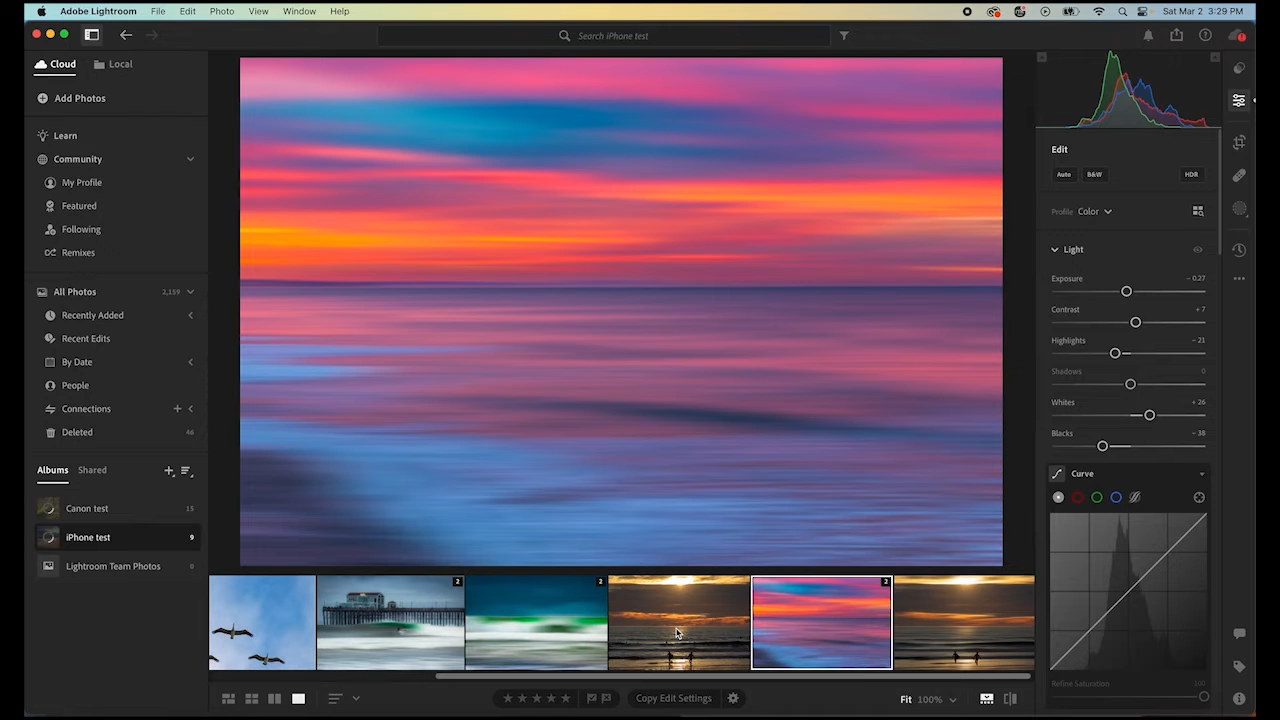 Adobe Lightroom File Edit Photo View Window Help Sat Mar 2 3:29 PM
Search iPhone test
Cloud Local
Add Photos
Learn
Community
My Profile
Featured
Following
Remixes
All Photos 2,159
Recently Added
Recent Edits
By Date
People
Connections
Deleted 46
Albums Shared
Canon test 15
iPhone test 9
Lightroom Team Photos 0
2
2
2
Copy Edit Settings
Fit 100%
Edit
Auto B&W HDR
Profile Color
Light
Exposure - 0.27
Contrast + 7
Highlights - 21
Shadows 0
Whites + 26
Blacks - 38
Curve
Refine Saturation 100